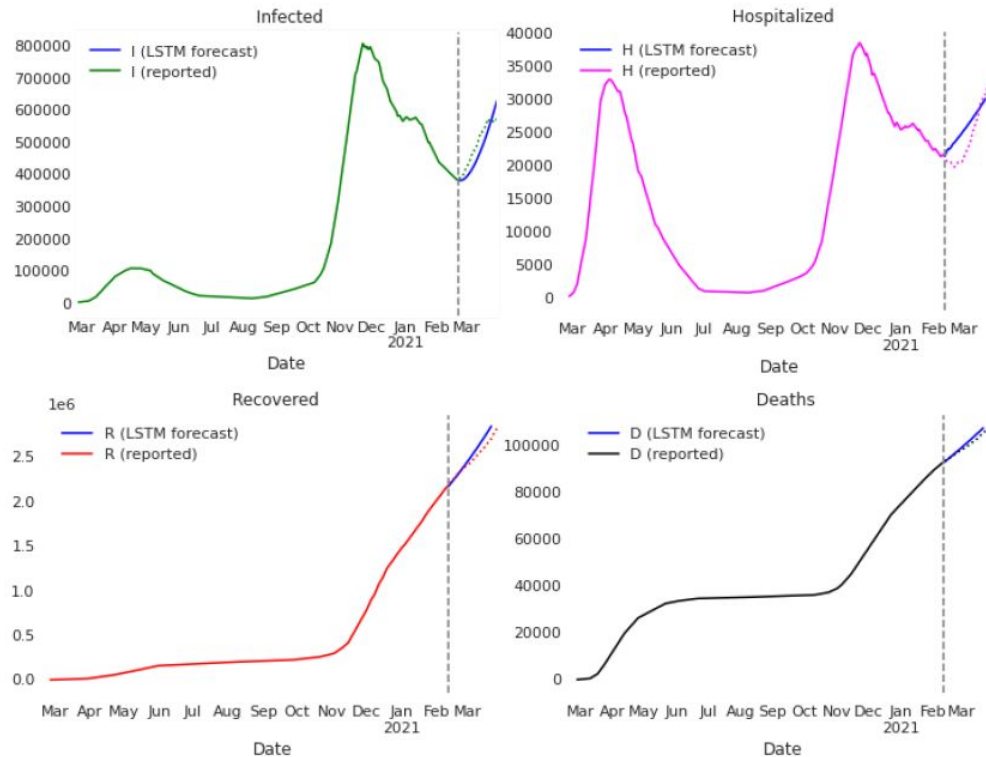 Infected
I (LSTM forecast)
I (reported)
800000
700000
600000
500000
400000
300000
200000
100000
0
Mar Apr May Jun Jul Aug Sep Oct Nov Dec Jan Feb Mar
2021
Date
Hospitalized
H (LSTM forecast)
H (reported)
40000
35000
30000
25000
20000
15000
10000
5000
0
Mar Apr May Jun Jul Aug Sep Oct Nov Dec Jan Feb Mar
2021
Date
Recovered
1e6
R (LSTM forecast)
R (reported)
2.5
2.0
1.5
1.0
0.5
0.0
Mar Apr May Jun Jul Aug Sep Oct Nov Dec Jan Feb Mar
2021
Date
Deaths
D (LSTM forecast)
D (reported)
100000
80000
60000
40000
20000
0
Mar Apr May Jun Jul Aug Sep Oct Nov Dec Jan Feb Mar
2021
Date